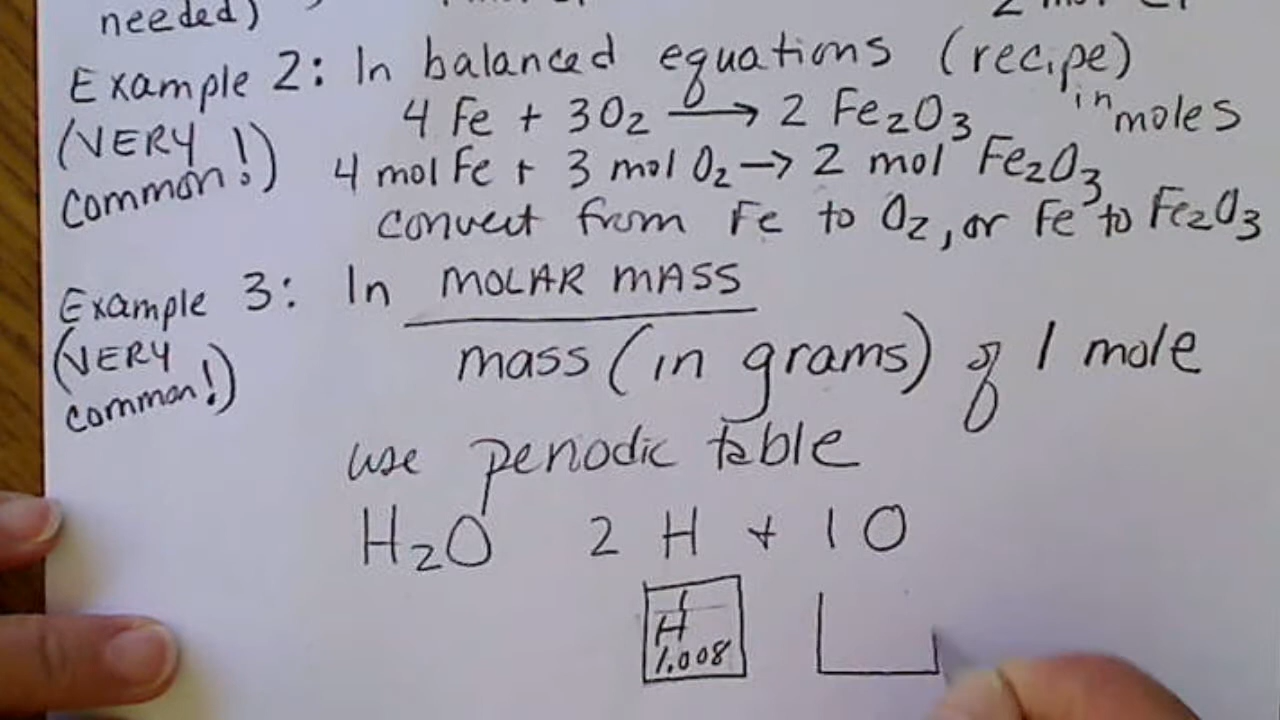 needed)
Example 2: In balanced equations (recipe)
in moles
(VERY common!)
4 Fe + 3O₂ → 2 Fe₂O₃
4 mol Fe + 3 mol O₂ → 2 mol Fe₂O₃
convert from Fe to O₂, or Fe to Fe₂O₃
Example 3: In MOLAR MASS
(VERY common!)
mass (in grams) of 1 mole
use periodic table
H₂O 2 H + 1 O
1
H
1.008